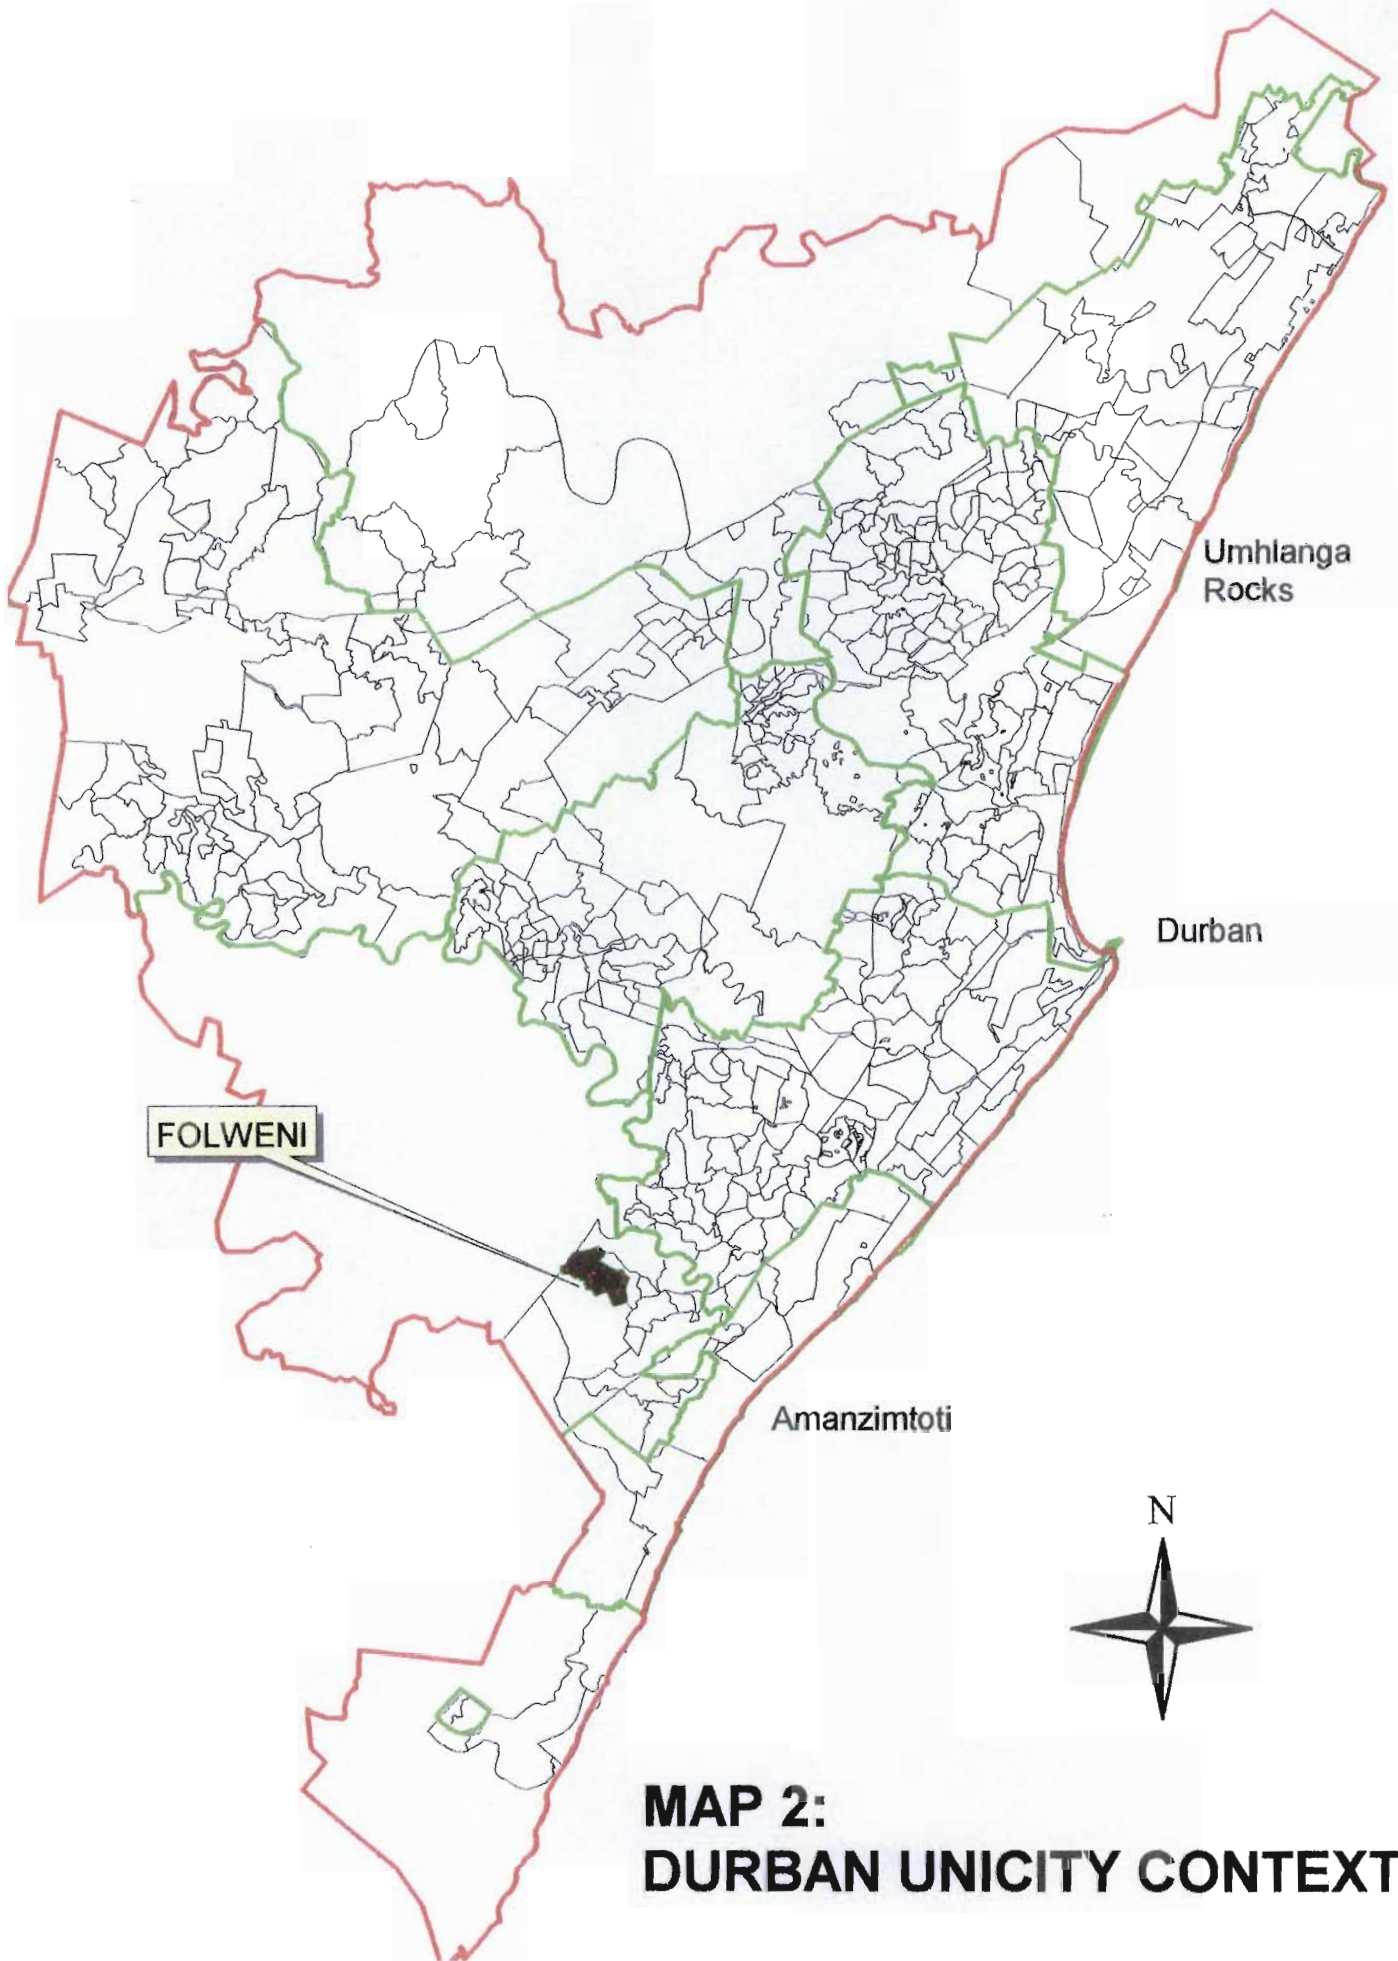 Umhlanga
Rocks
Durban
FOLWENI
Amanzimtoti
N
MAP 2:
DURBAN UNICITY CONTEXT